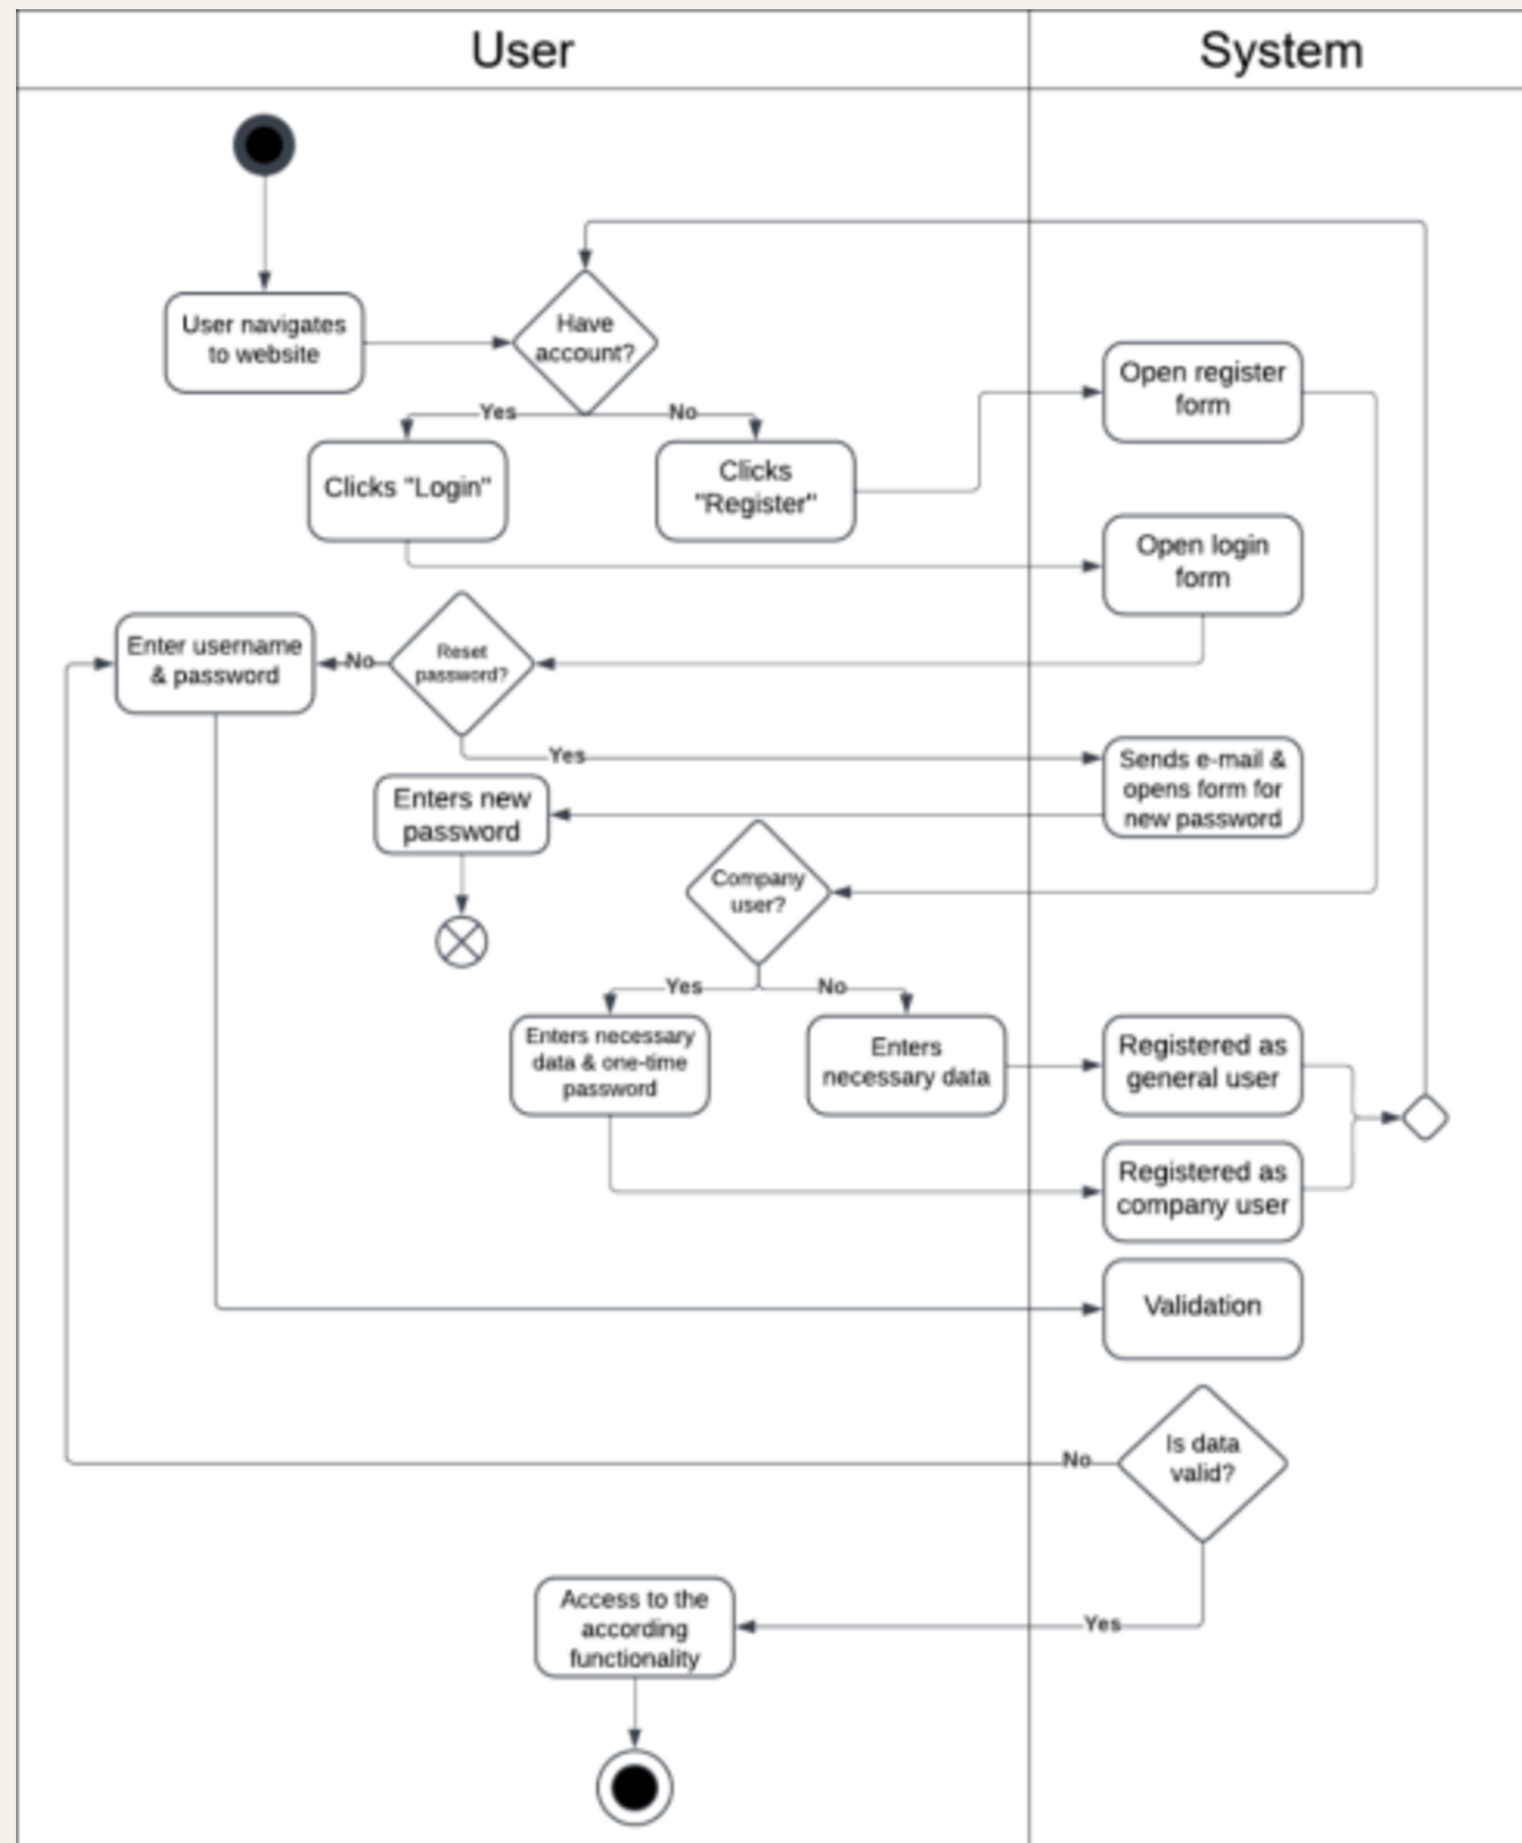 User
System
User navigates
to website
Have
account?
Yes
No
Clicks "Login"
Clicks
"Register"
Open register
form
Open login
form
Enter username
& password
No
Reset
password?
Yes
Sends e-mail &
opens form for
new password
Enters new
password
Company
user?
Yes
No
Enters necessary
data & one-time
password
Enters
necessary data
Registered as
general user
Registered as
company user
Validation
Is data
valid?
No
Yes
Access to the
according
functionality